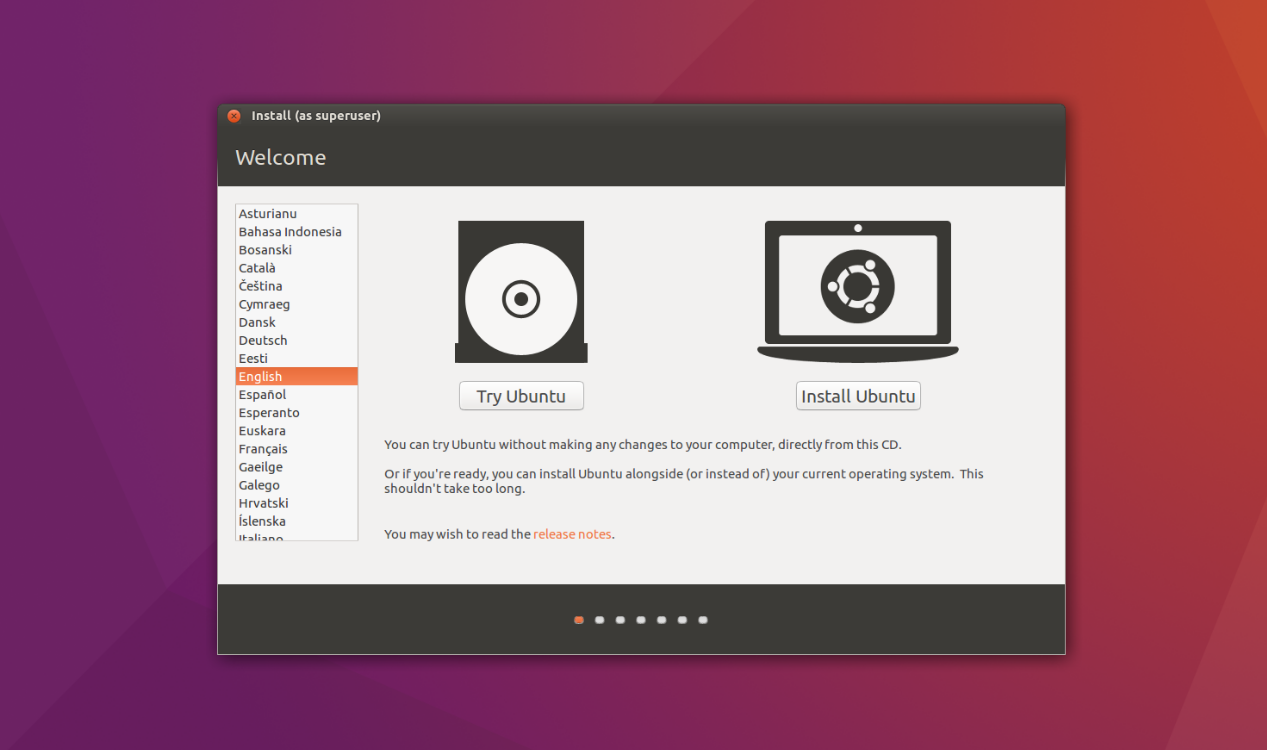 Install (as superuser)
Welcome
Asturianu
Bahasa Indonesia
Bosanski
Català
Čeština
Cymraeg
Dansk
Deutsch
Eesti
English
Español
Esperanto
Euskara
Français
Gaeilge
Galego
Hrvatski
Íslenska
Italiano
Try Ubuntu
Install Ubuntu
You can try Ubuntu without making any changes to your computer, directly from this CD.
Or if you're ready, you can install Ubuntu alongside (or instead of) your current operating system.  This
shouldn't take too long.
You may wish to read the release notes.